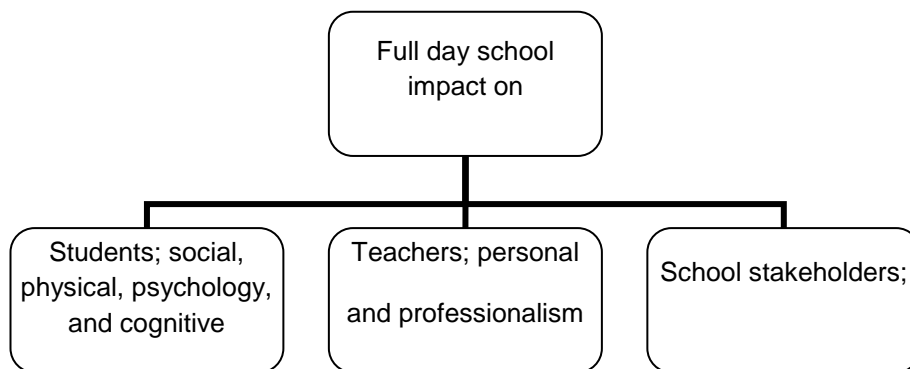 Full day school
impact on
Students; social,
physical, psychology,
and cognitive
Teachers; personal
and professionalism
School stakeholders;